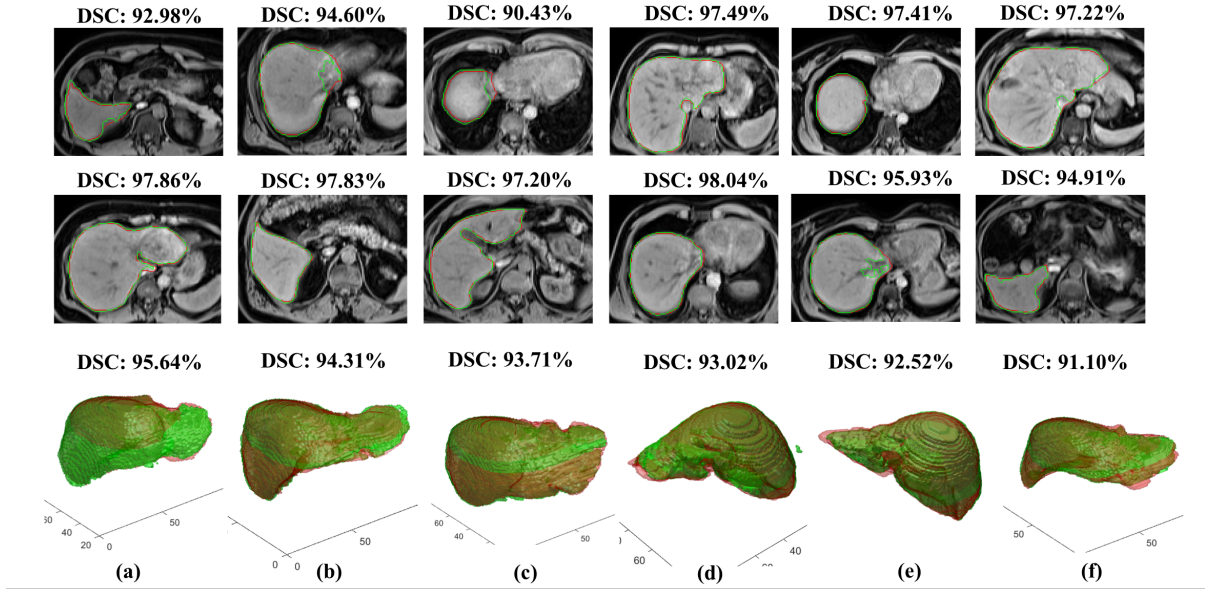 DSC: 92.98% DSC: 94.60% DSC: 90.43% DSC: 97.49% DSC: 97.41% DSC: 97.22%
DSC: 97.86% DSC: 97.83% DSC: 97.20% DSC: 98.04% DSC: 95.93% DSC: 94.91%
DSC: 95.64% DSC: 94.31% DSC: 93.71% DSC: 93.02% DSC: 92.52% DSC: 91.10%
60 40 20 0 50
0 0 50
60 40 50
60 40
50 50
(a) (b) (c) (d) (e) (f)